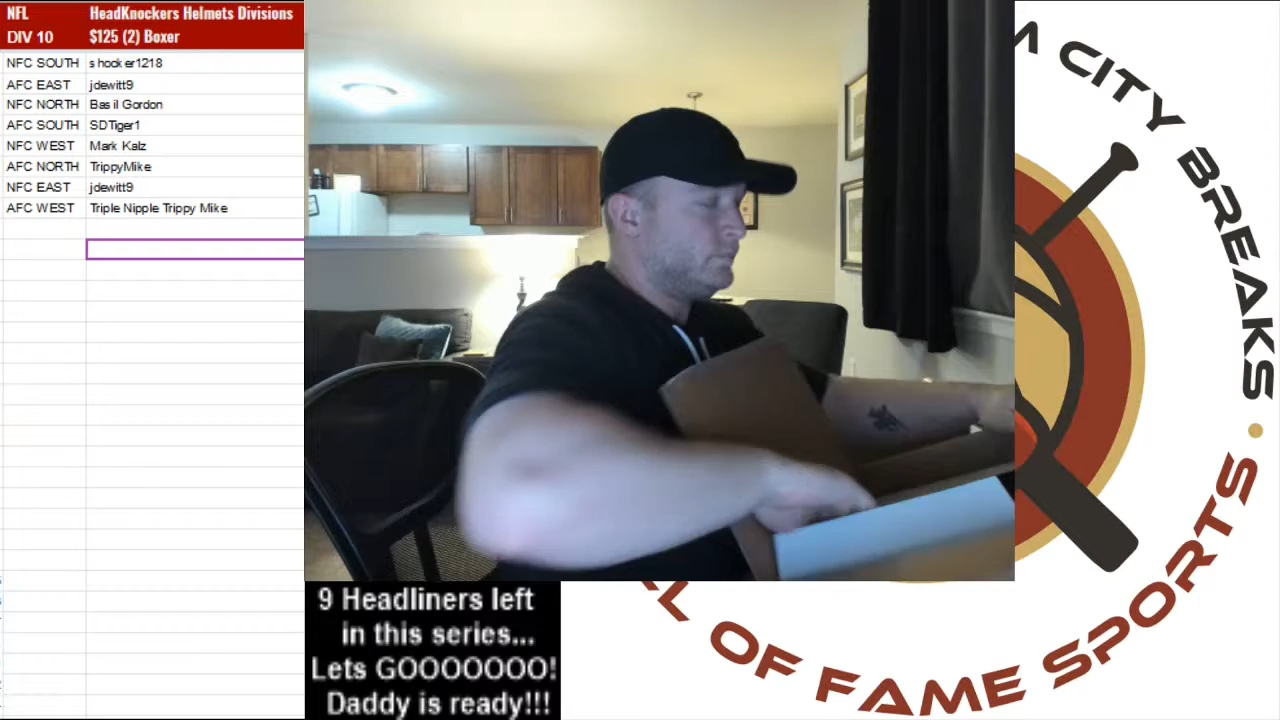 NFL HeadKnockers Helmets Divisions
DIV 10 $125 (2) Boxer
NFC SOUTH shocker1218
AFC EAST jdewitt9
NFC NORTH Basil Gordon
AFC SOUTH SDTiger1
NFC WEST Mark Kalz
AFC NORTH TrippyMike
NFC EAST jdewitt9
AFC WEST Triple Nipple Trippy Mike
A CITY BREAKS
L OF FAME SPORTS
9 Headliners left
in this series...
Lets GOOOOOOO!
Daddy is ready!!!